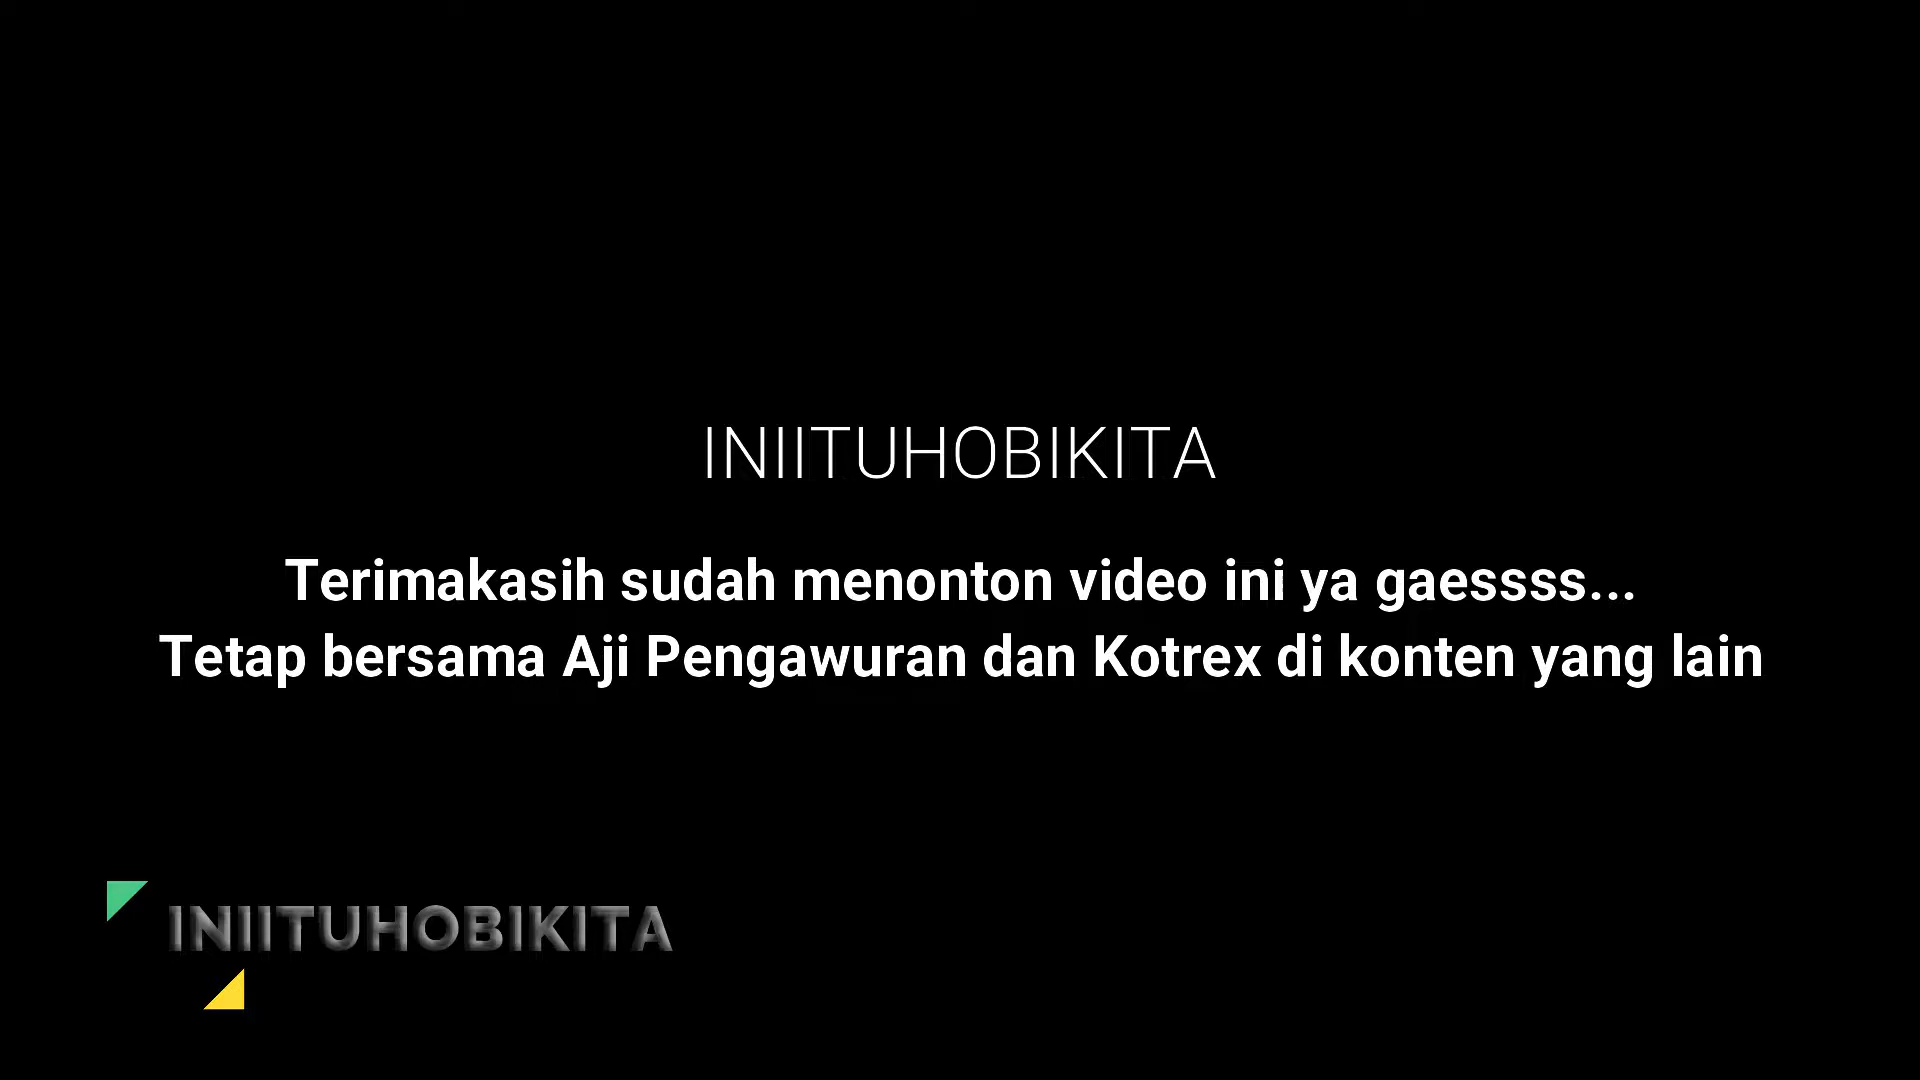 INIITUHOBIKITA
Terimakasih sudah menonton video ini ya gaessss...
Tetap bersama Aji Pengawuran dan Kotrex di konten yang lain
INIITUHOBIKITA